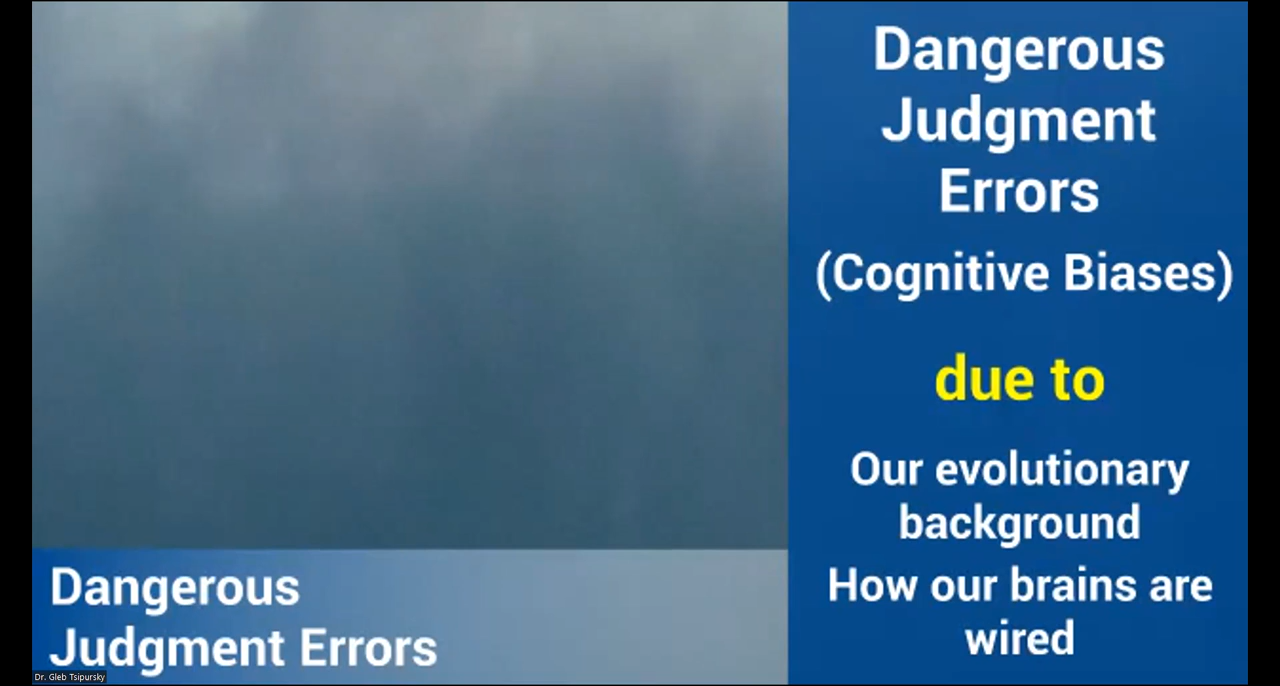 Dangerous
Judgment
Errors
(Cognitive Biases)
due to
Our evolutionary
background
How our brains are
wired
Dangerous
Judgment Errors
Dr. Gleb Tsipursky